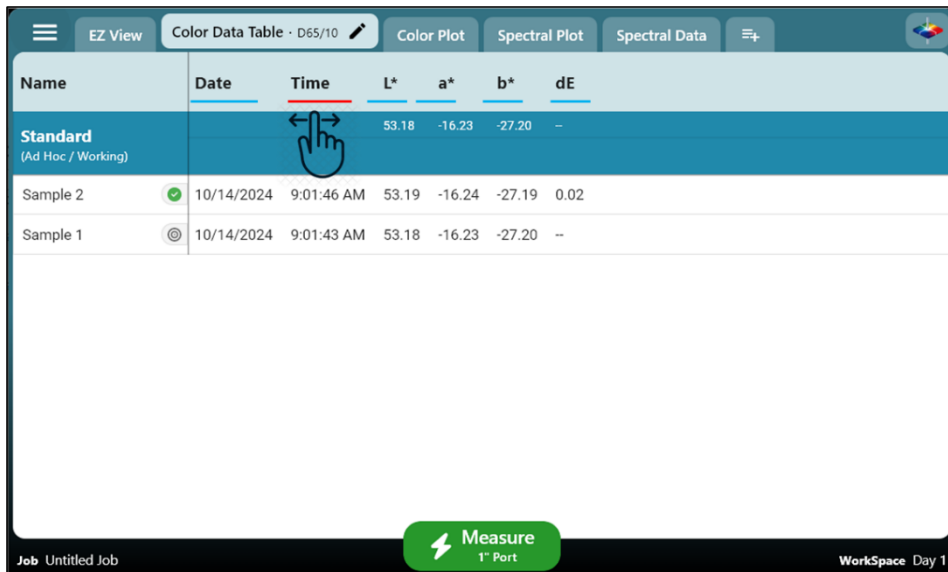 EZ View
Color Data Table · D65/10
Color Plot
Spectral Plot
Spectral Data
Name Date Time L* a* b* dE
Standard 53.18 -16.23 -27.20 --
(Ad Hoc / Working)
Sample 2 10/14/2024 9:01:46 AM 53.19 -16.24 -27.19 0.02
Sample 1 10/14/2024 9:01:43 AM 53.18 -16.23 -27.20 --
Measure
1" Port
Job Untitled Job
WorkSpace Day 1